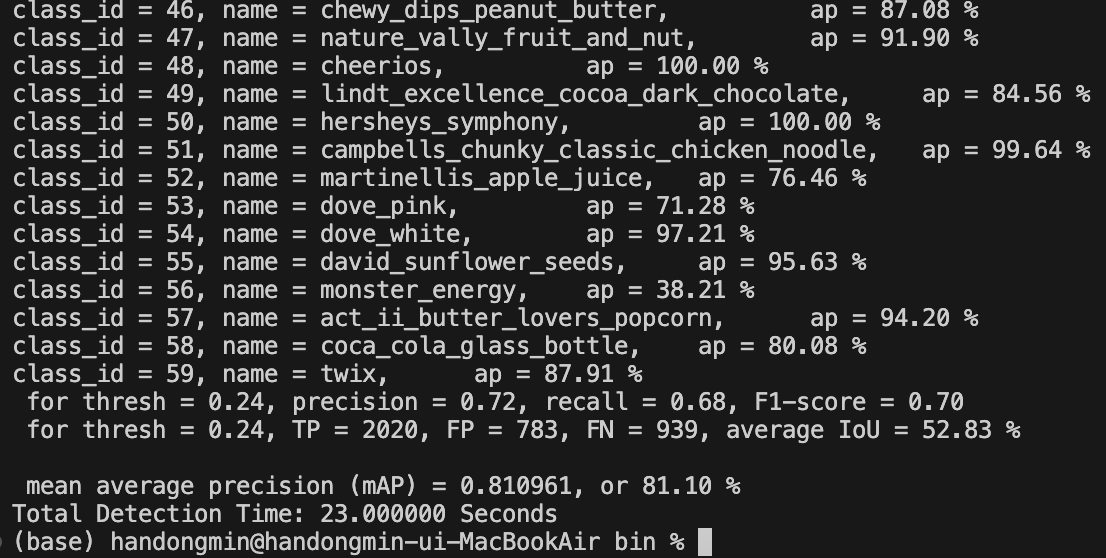 class_id = 46, name = chewy_dips_peanut_butter, ap = 87.08 %
class_id = 47, name = nature_vally_fruit_and_nut, ap = 91.90 %
class_id = 48, name = cheerios, ap = 100.00 %
class_id = 49, name = lindt_excellence_cocoa_dark_chocolate, ap = 84.56 %
class_id = 50, name = hersheys_symphony, ap = 100.00 %
class_id = 51, name = campbells_chunky_classic_chicken_noodle, ap = 99.64 %
class_id = 52, name = martinellis_apple_juice, ap = 76.46 %
class_id = 53, name = dove_pink, ap = 71.28 %
class_id = 54, name = dove_white, ap = 97.21 %
class_id = 55, name = david_sunflower_seeds, ap = 95.63 %
class_id = 56, name = monster_energy, ap = 38.21 %
class_id = 57, name = act_ii_butter_lovers_popcorn, ap = 94.20 %
class_id = 58, name = coca_cola_glass_bottle, ap = 80.08 %
class_id = 59, name = twix, ap = 87.91 %
for thresh = 0.24, precision = 0.72, recall = 0.68, F1-score = 0.70
for thresh = 0.24, TP = 2020, FP = 783, FN = 939, average IoU = 52.83 %
mean average precision (mAP) = 0.810961, or 81.10 %
Total Detection Time: 23.000000 Seconds
(base) handongmin@handongmin-ui-MacBookAir bin %